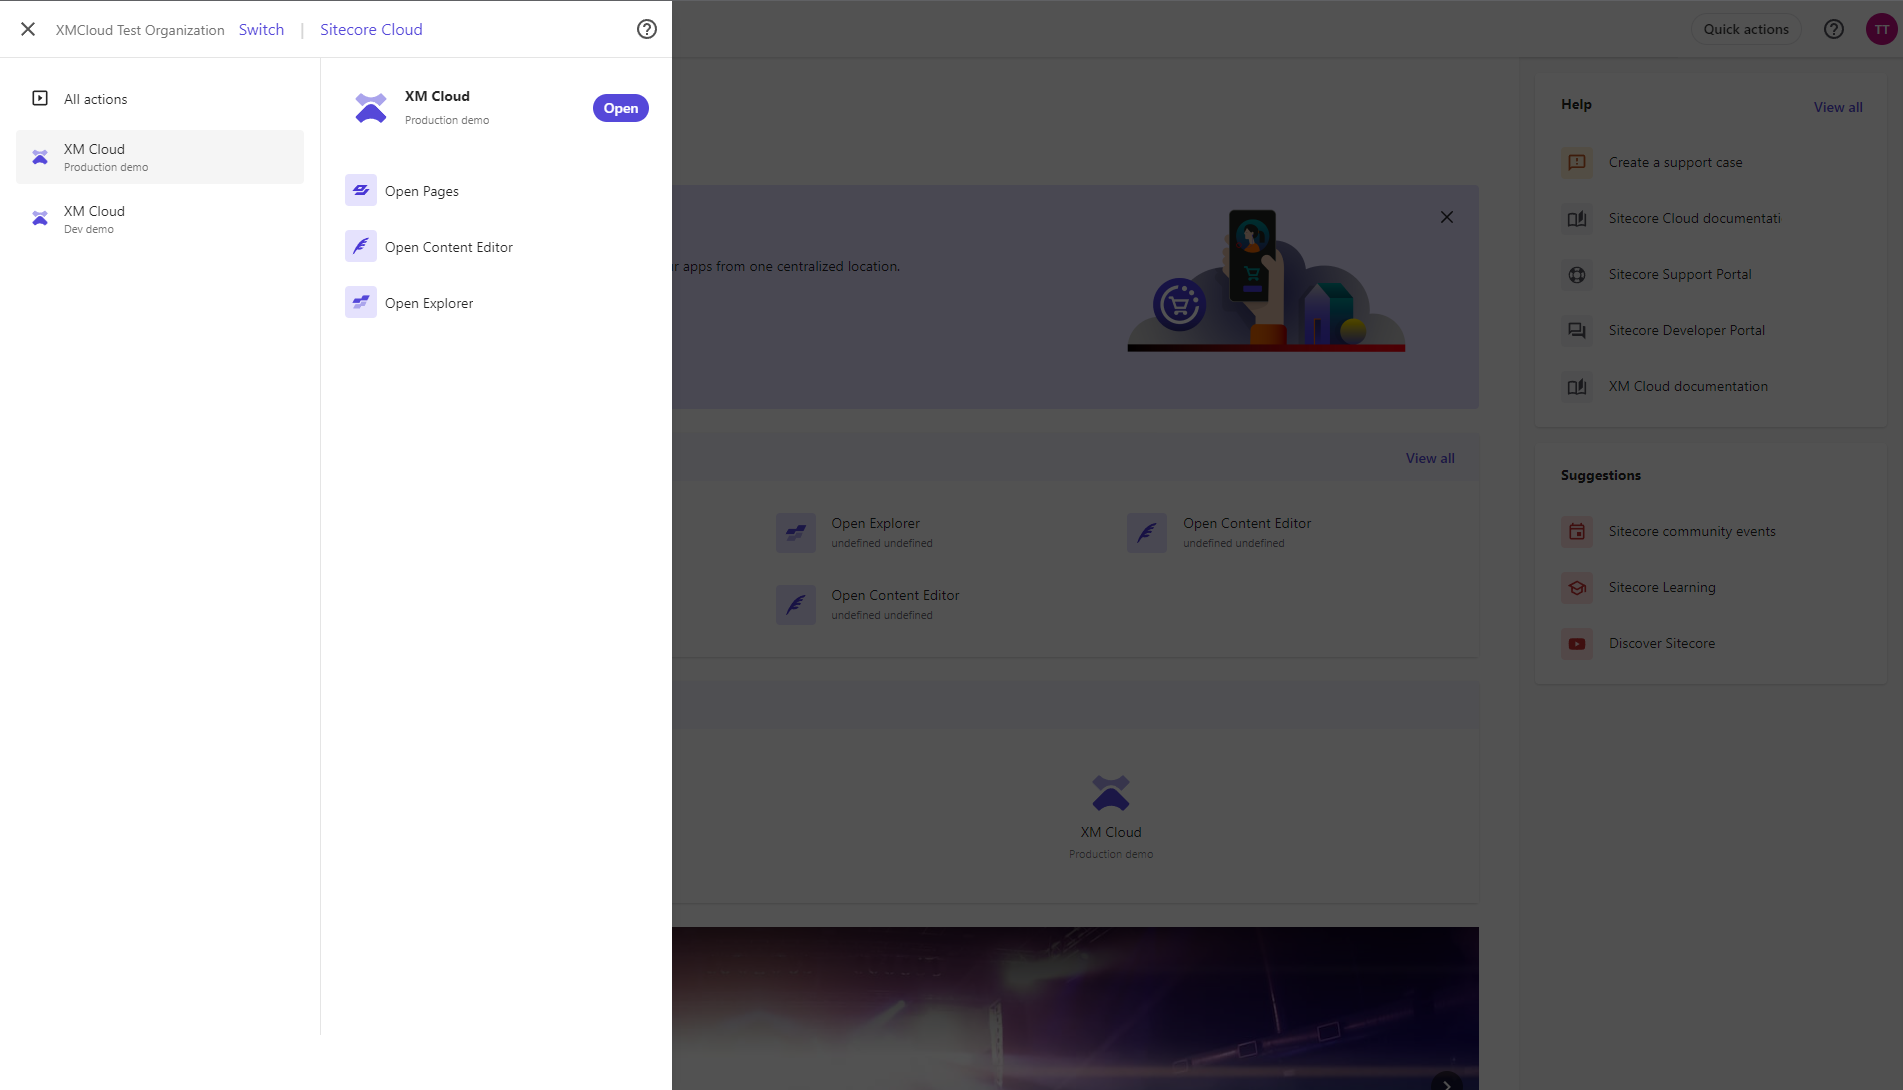 XMCloud Test Organization Switch | Sitecore Cloud
All actions
XM Cloud
Production demo
XM Cloud
Dev demo
XM Cloud
Production demo
Open
Open Pages
Open Content Editor
Open Explorer
Quick actions
TT
r apps from one centralized location.
View all
Open Explorer
undefined undefined
Open Content Editor
undefined undefined
Open Content Editor
undefined undefined
XM Cloud
Production demo
Help
View all
Create a support case
Sitecore Cloud documentati
Sitecore Support Portal
Sitecore Developer Portal
XM Cloud documentation
Suggestions
Sitecore community events
Sitecore Learning
Discover Sitecore